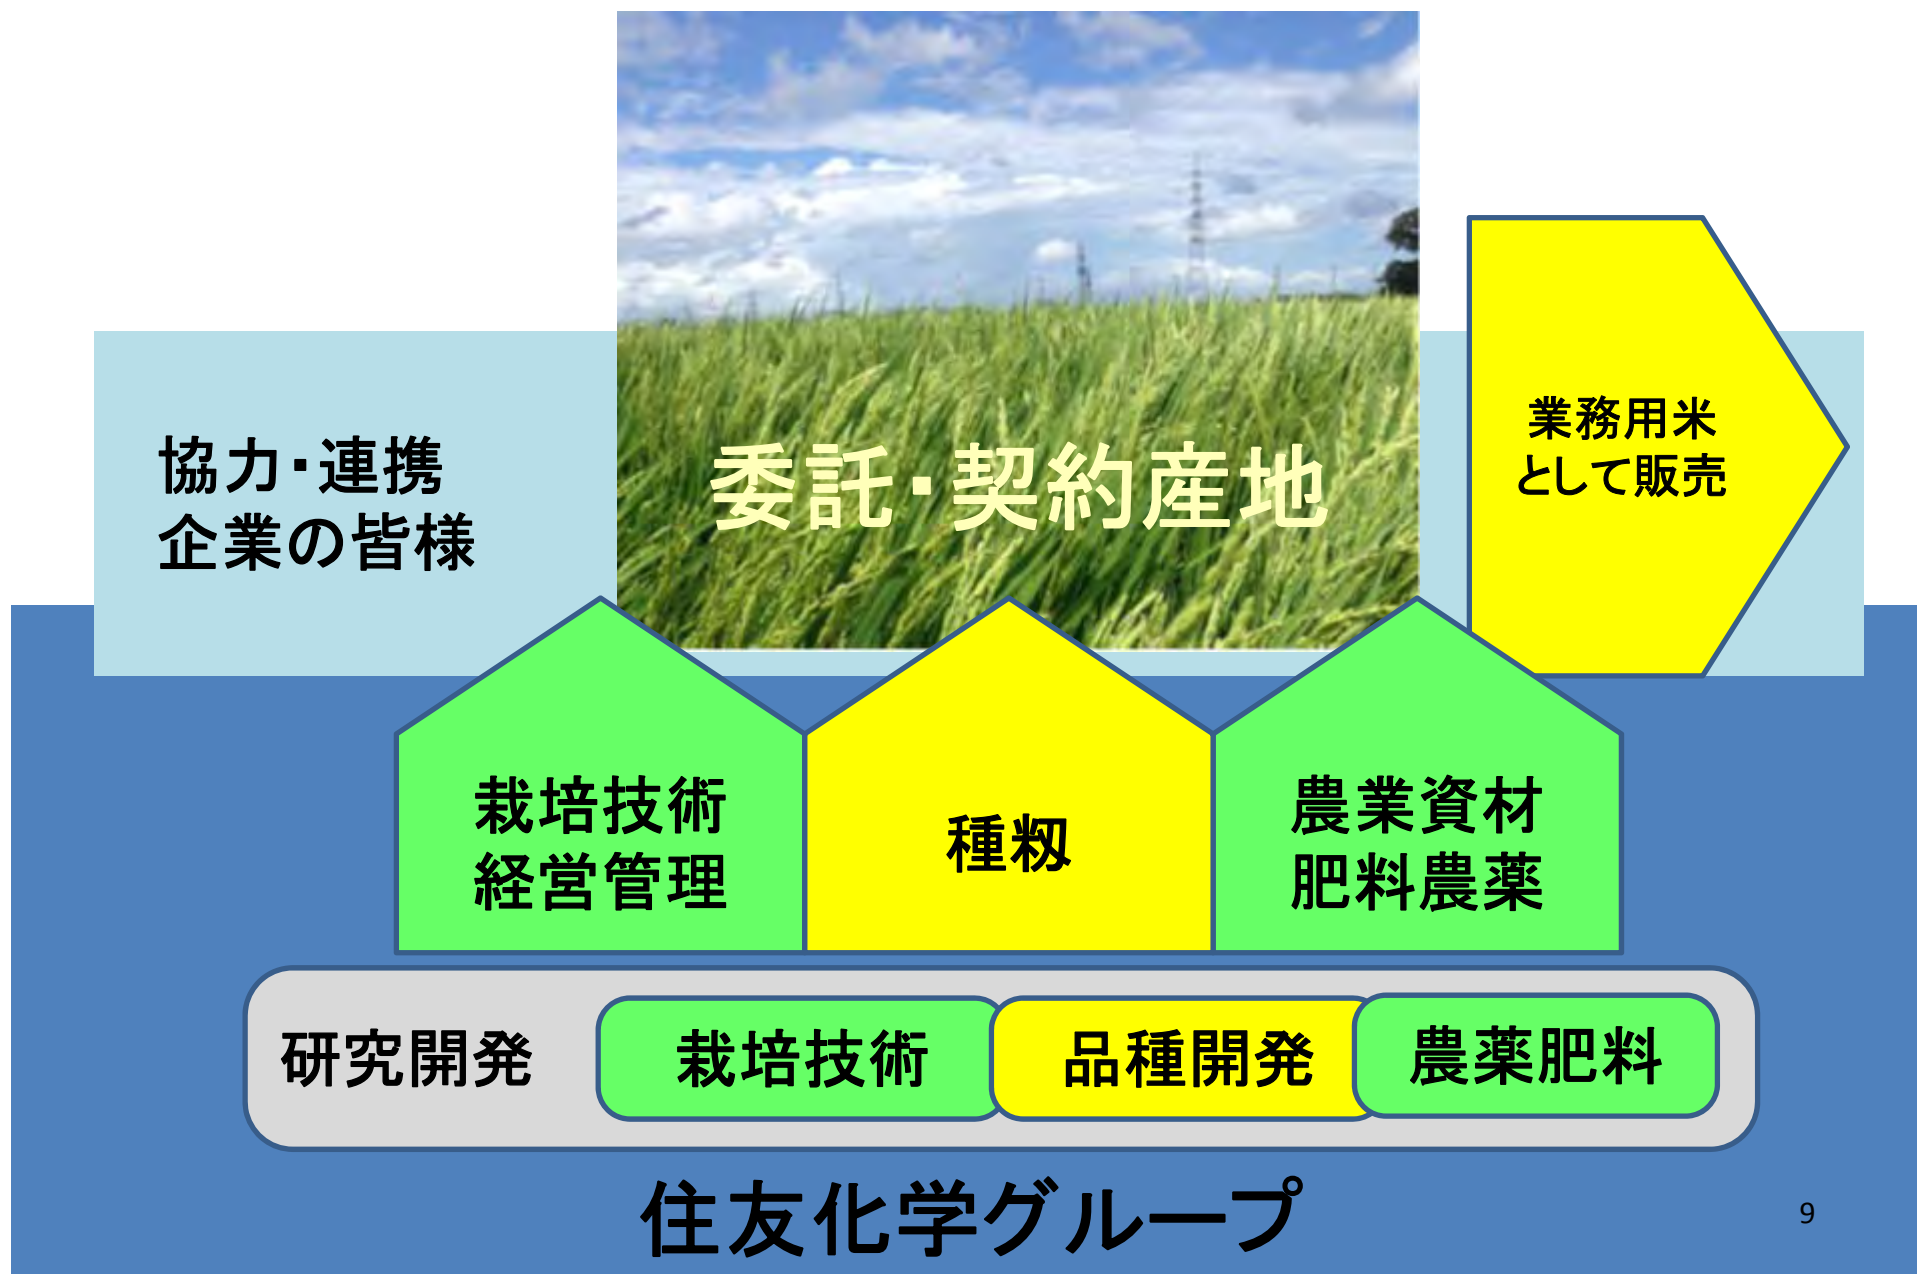 協力・連携
企業の皆様
委託・契約産地
業務用米
として販売
栽培技術
経営管理
種籾
農業資材
肥料農薬
研究開発
栽培技術
品種開発
農薬肥料
住友化学グループ
9